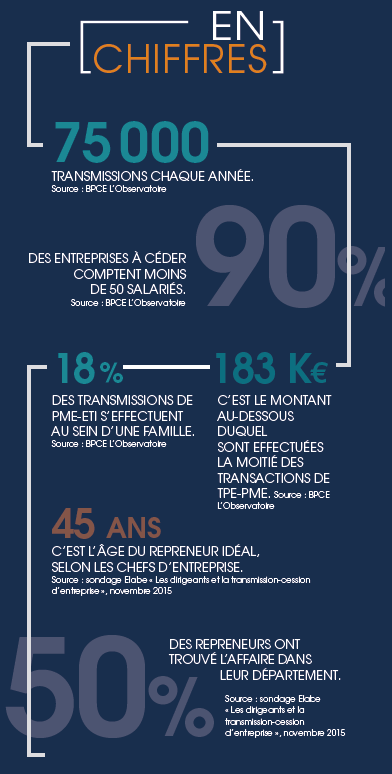 EN
CHIFFRES
75 000
TRANSMISSIONS CHAQUE ANNÉE.
Source : BPCE L'Observatoire
90%
DES ENTREPRISES À CÉDER
COMPTENT MOINS
DE 50 SALARIÉS.
Source : BPCE L'Observatoire
18 %
DES TRANSMISSIONS DE
PME-ETI S'EFFECTUENT
AU SEIN D'UNE FAMILLE.
Source : BPCE L'Observatoire
183 K€
C'EST LE MONTANT
AU-DESSOUS
DUQUEL
SONT EFFECTUÉES
LA MOITIÉ DES
TRANSACTIONS DE
TPE-PME. Source : BPCE
L'Observatoire
45 ANS
C'EST L'ÂGE DU REPRENEUR IDÉAL,
SELON LES CHEFS D'ENTREPRISE.
Source : sondage Elabe « Les dirigeants et la transmission-cession
d'entreprise », novembre 2015
50%
DES REPRENEURS ONT
TROUVÉ L'AFFAIRE DANS
LEUR DÉPARTEMENT.
Source : sondage Elabe
« Les dirigeants et la
transmission-cession
d'entreprise », novembre 2015